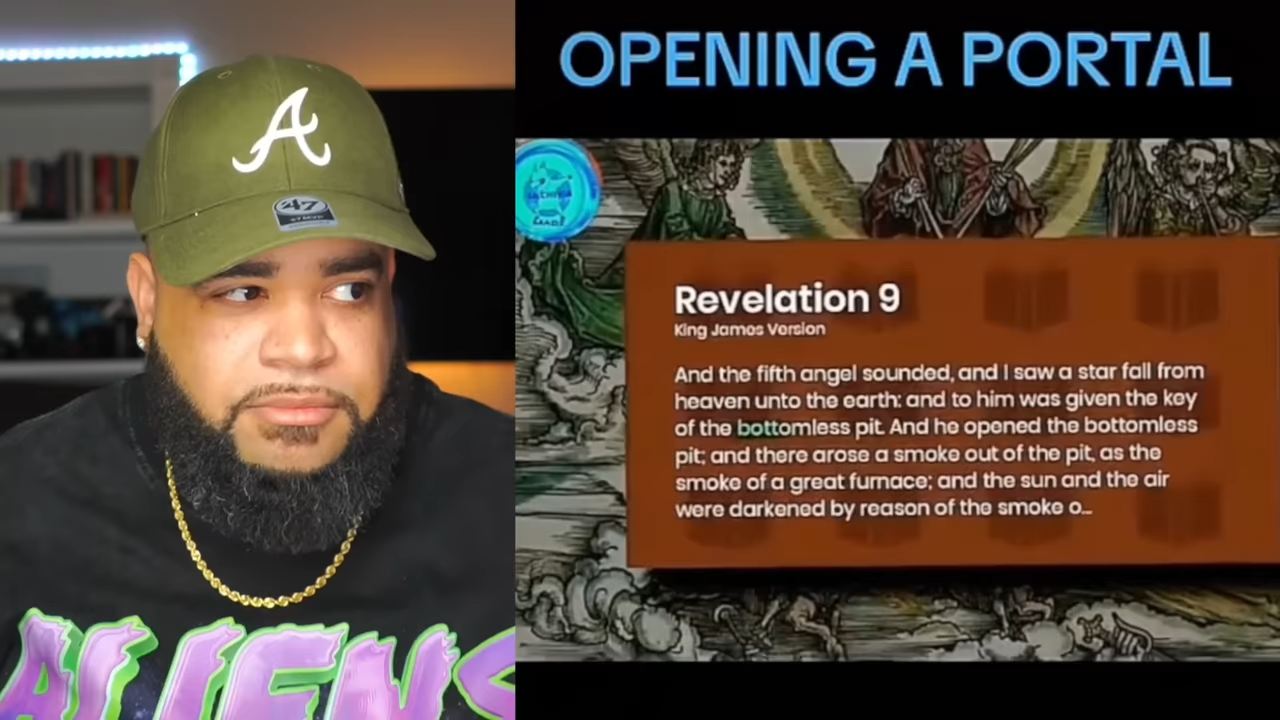 OPENING A PORTAL
A
47
Revelation 9
King James Version
And the fifth angel sounded, and I saw a star fall from
heaven unto the earth: and to him was given the key
of the bottomless pit. And he opened the bottomless
pit; and there arose a smoke out of the pit, as the
smoke of a great furnace; and the sun and the air
were darkened by reason of the smoke o...
ALIENS